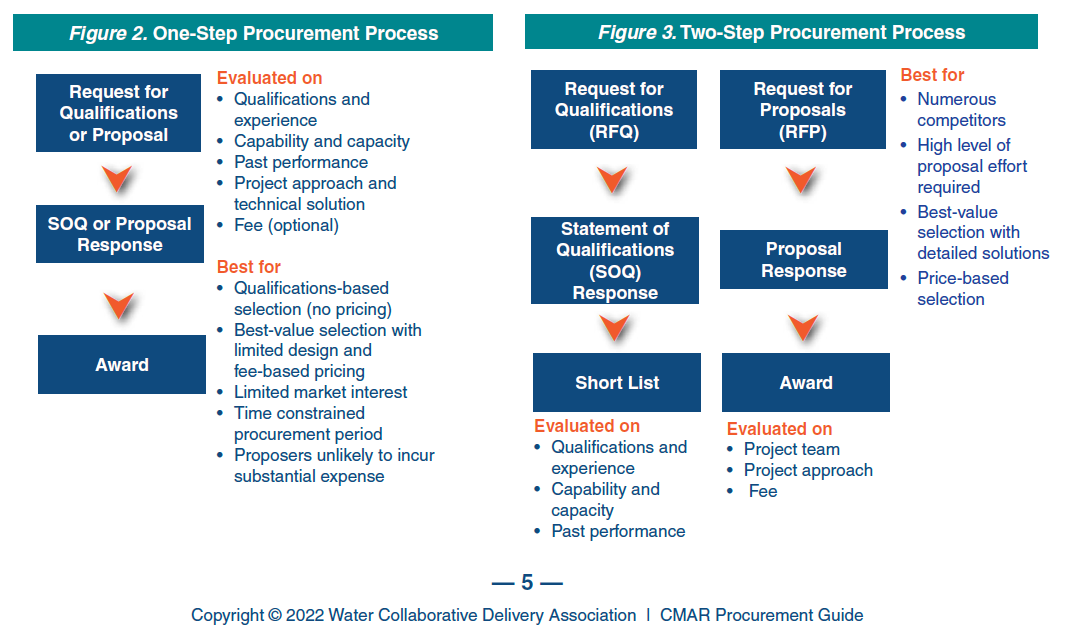 Figure 2. One-Step Procurement Process
Request for
Qualifications
or Proposal
SOQ or Proposal
Response
Award
Evaluated on
• Qualifications and
experience
• Capability and capacity
• Past performance
• Project approach and
technical solution
• Fee (optional)
Best for
• Qualifications-based
selection (no pricing)
• Best-value selection with
limited design and
fee-based pricing
• Limited market interest
• Time constrained
procurement period
• Proposers unlikely to incur
substantial expense
Figure 3. Two-Step Procurement Process
Request for
Qualifications
(RFQ)
Statement of
Qualifications
(SOQ)
Response
Short List
Evaluated on
• Qualifications and
experience
• Capability and
capacity
• Past performance
Request for
Proposals
(RFP)
Proposal
Response
Award
Evaluated on
• Project team
• Project approach
• Fee
Best for
• Numerous
competitors
• High level of
proposal effort
required
• Best-value
selection with
detailed solutions
• Price-based
selection
— 5 —
Copyright © 2022 Water Collaborative Delivery Association | CMAR Procurement Guide